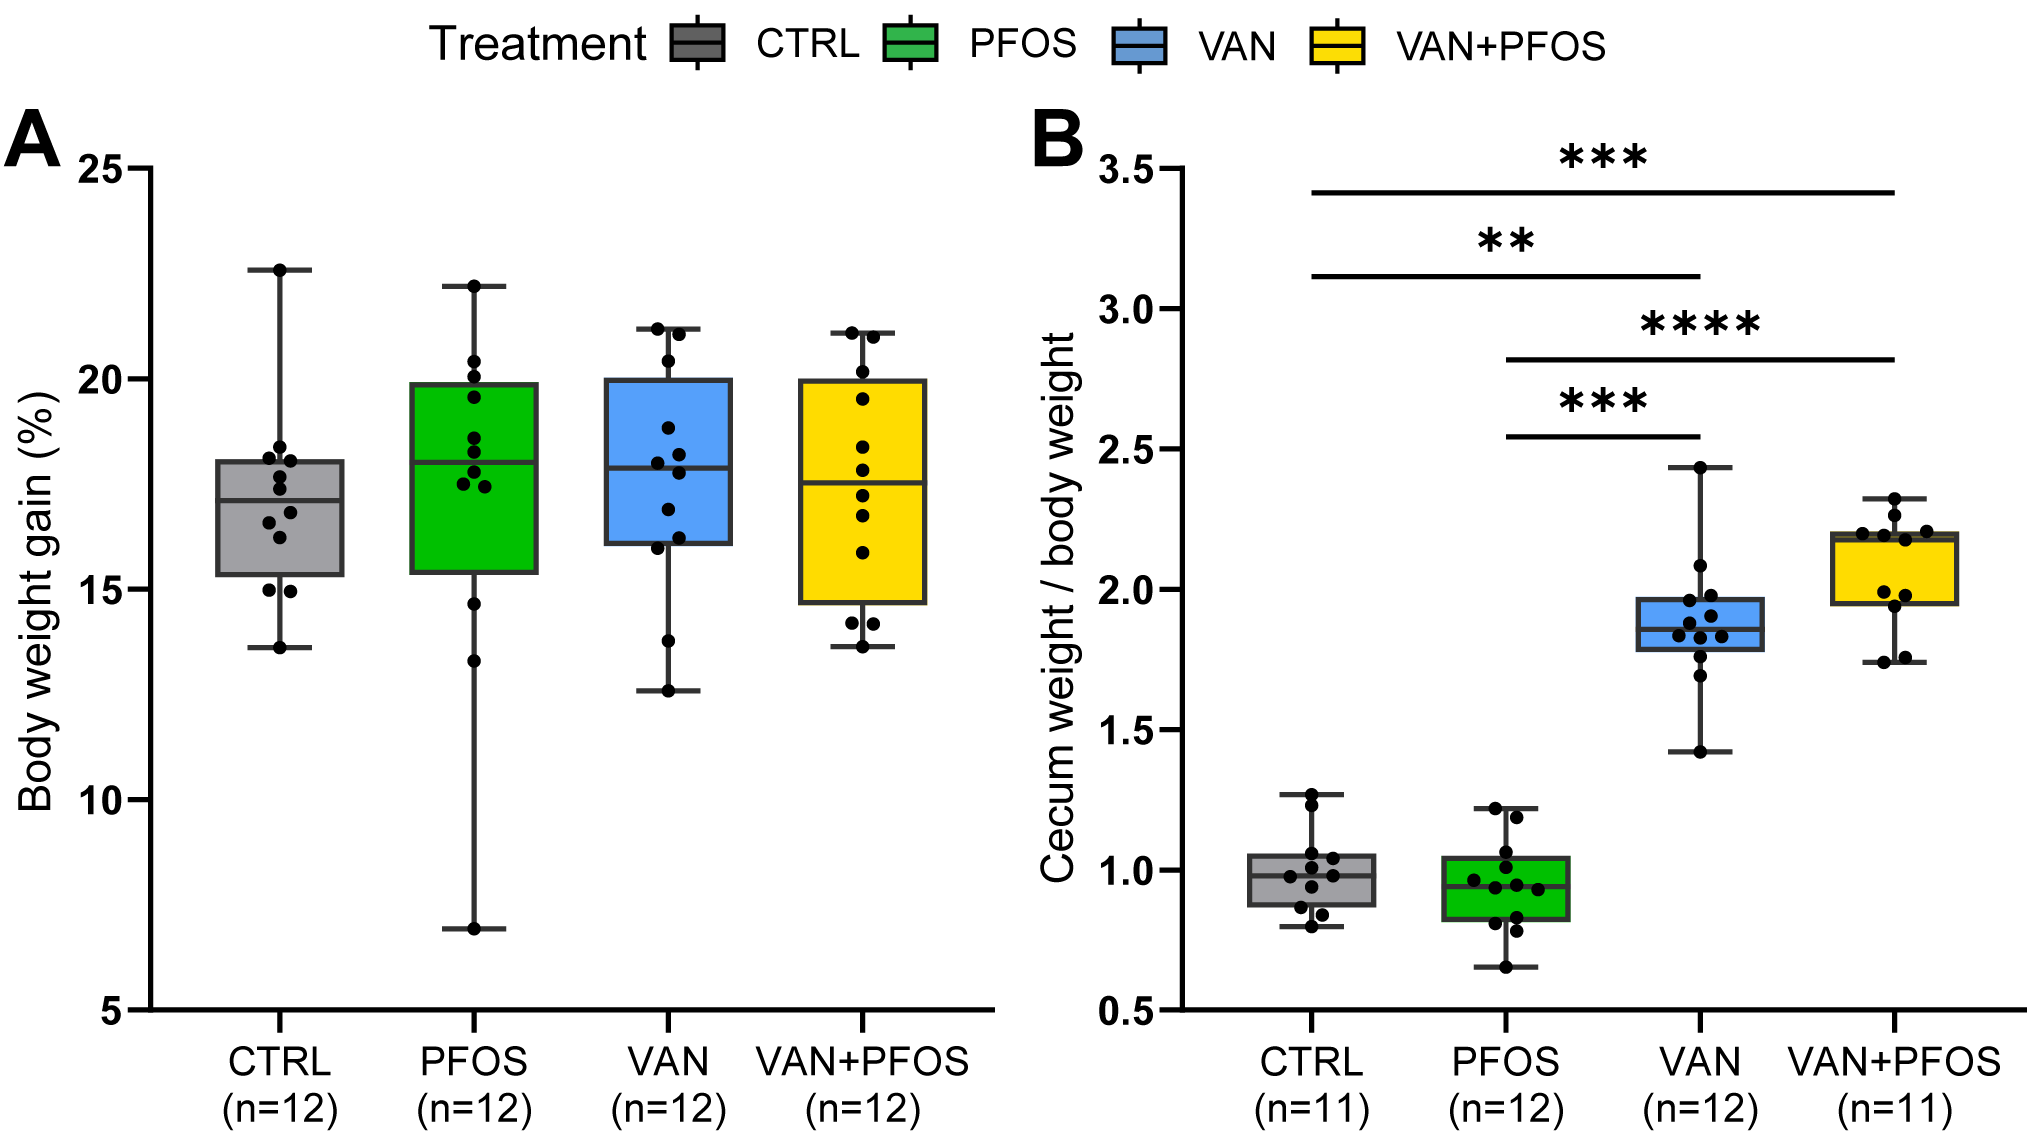 Treatment CTRL PFOS VAN VAN+PFOS
A
25
20
15
10
5
Body weight gain (%)
CTRL PFOS VAN VAN+PFOS
(n=12) (n=12) (n=12) (n=12)
B
3.5
3.0
2.5
2.0
1.5
1.0
0.5
Cecum weight / body weight
***
**
****
***
CTRL PFOS VAN VAN+PFOS
(n=11) (n=12) (n=12) (n=11)